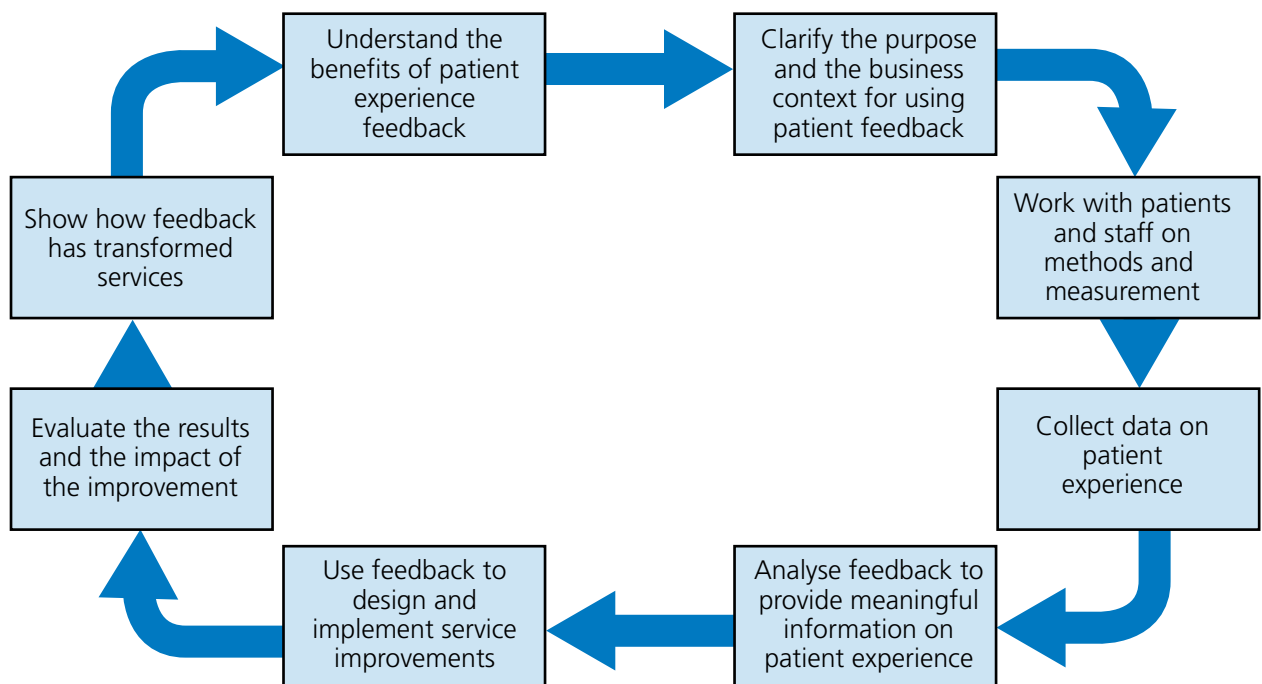 Understand the
benefits of patient
experience
feedback
Clarify the purpose
and the business
context for using
patient feedback
Work with patients
and staff on
methods and
measurement
Collect data on
patient
experience
Analyse feedback to
provide meaningful
information on
patient experience
Use feedback to
design and
implement service
improvements
Evaluate the results
and the impact of
the improvement
Show how feedback
has transformed
services